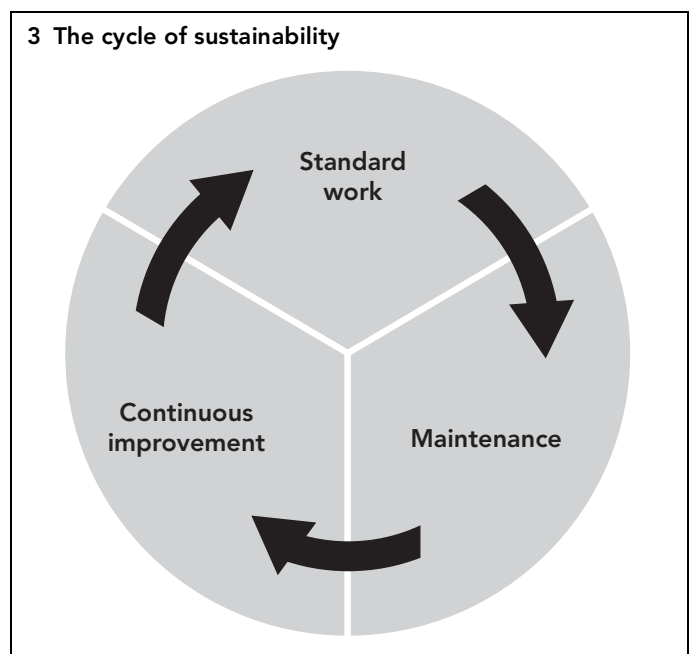 3 The cycle of sustainability
Standard
work
Continuous
improvement
Maintenance